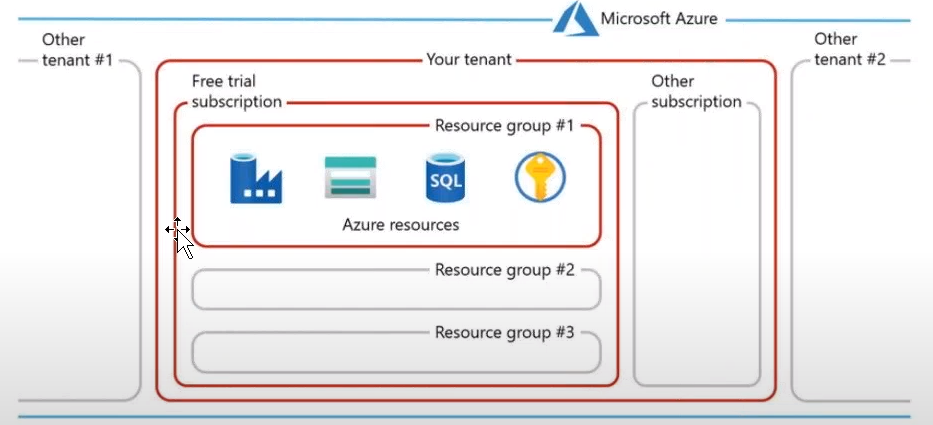 Microsoft Azure
Other
tenant #1
Your tenant
Other
tenant #2
Free trial
subscription
Other
subscription
Resource group #1
SQL
Azure resources
Resource group #2
Resource group #3